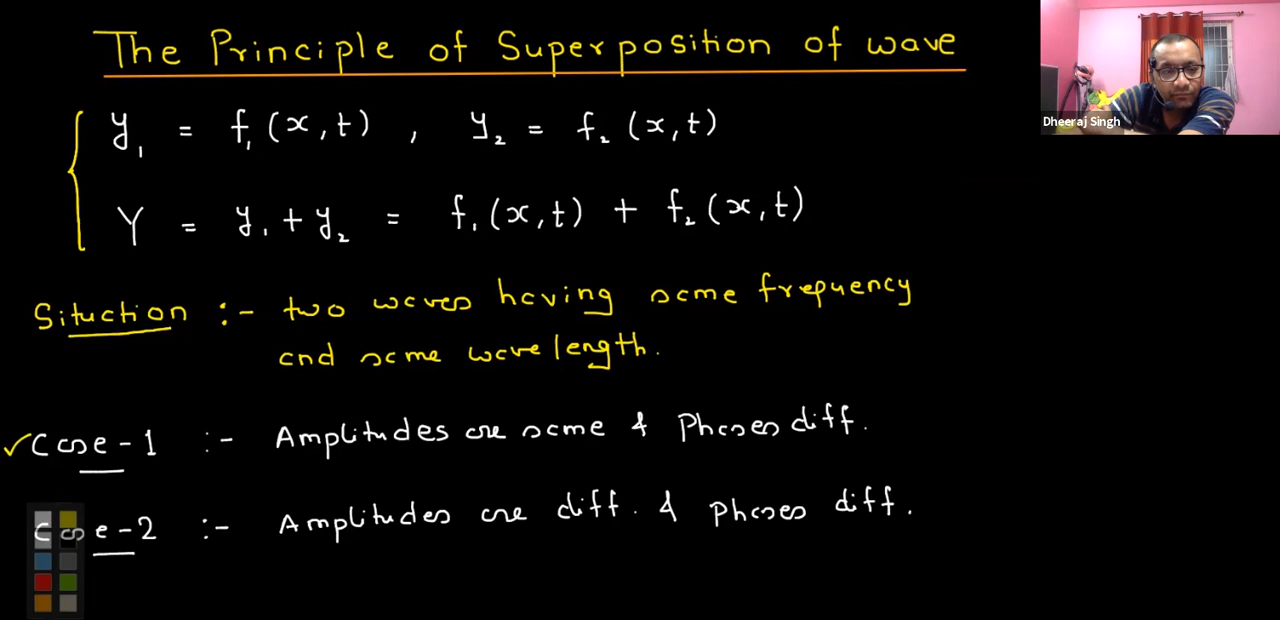 The Principle of Superposition of wave
y₁ = f₁(x,t) , y₂ = f₂(x,t)
Y = y₁ + y₂ = f₁(x,t) + f₂(x,t)
Situation :- two waves having same frequency
and same wavelength.
Case-1 :- Amplitudes are same & Phases diff.
Case-2 :- Amplitudes are diff. & phases diff.
Dheeraj Singh